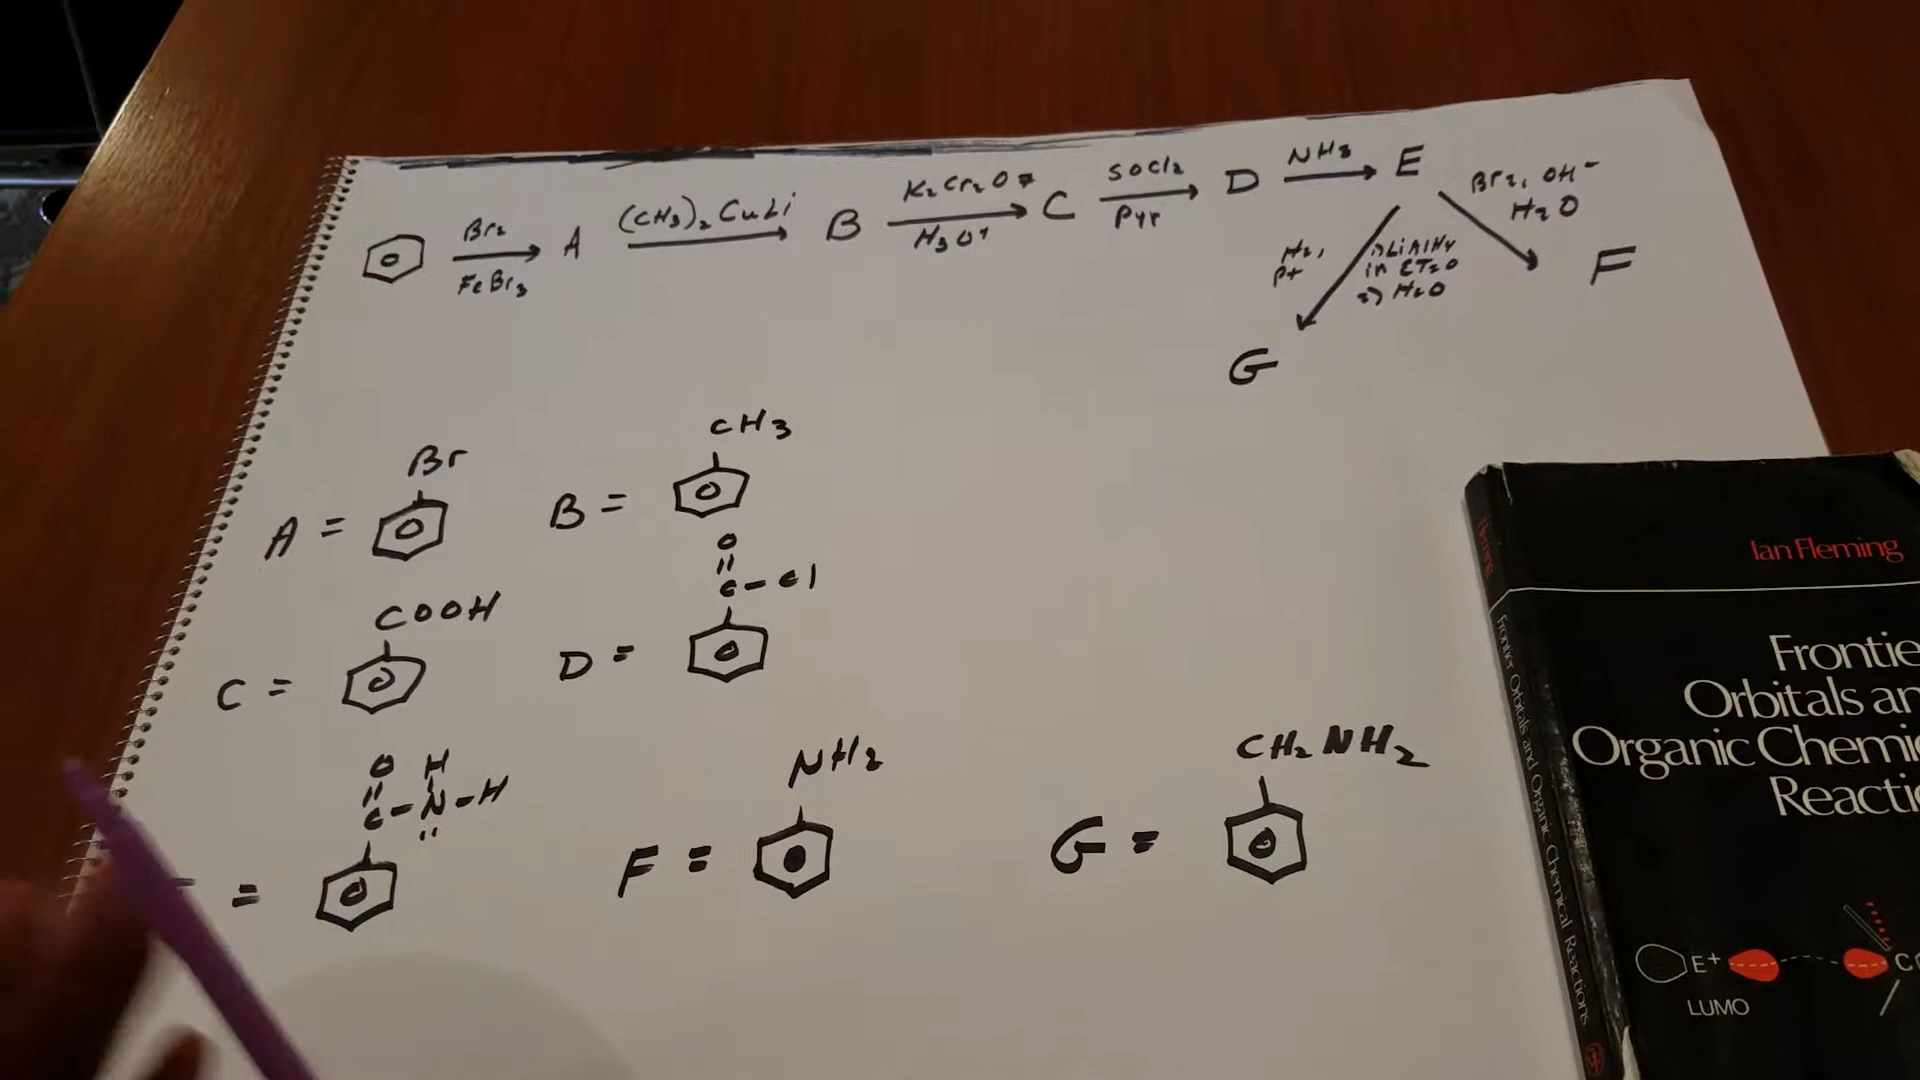 Br2
FeBr3
A
(CH3)2CuLi
B
K2Cr2O7
H3O+
C
SOCl2
Pyr
D
NH3
E
Br2, OH-
H2O
F
H2,
Pt
1) LiAlH4
in ET2O
2) H2O
G
A =
Br
B =
CH3
C =
COOH
D =
O
C-Cl
=
O H
C-N-H
F =
NH2
G =
CH2NH2
Fleming
Frontier Orbitals and Organic Chemical Reactions
Ian Fleming
Frontie
Orbitals an
Organic Chemic
Reactio
E+
C
LUMO